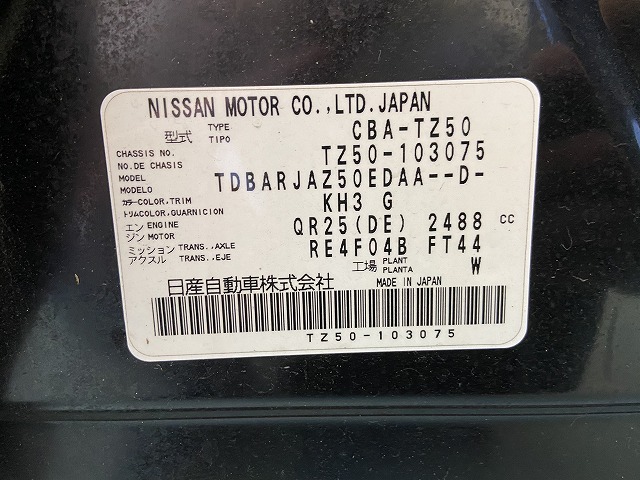 NISSAN MOTOR CO.,LTD.JAPAN
型式 TYPE TIPO CBA-TZ50
CHASSIS NO. NO.DE CHASIS TZ50-103075
MODEL MODELO TDBARJAZ50EDAA--D-
カラー COLOR,TRIM トリム COLOR,GUARNICION KH3 G
エンジン ENGINE MOTOR QR25(DE) 2488 CC
ミッション TRANS.,AXLE アクスル TRANS.,EJE RE4F04B FT44
工場 PLANT PLANTA W
日産自動車株式会社 MADE IN JAPAN
TZ50-103075